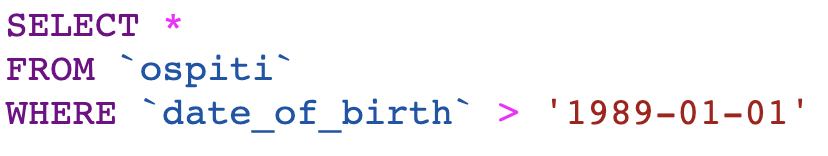 SELECT *
FROM `ospiti`
WHERE `date_of_birth` > '1989-01-01'